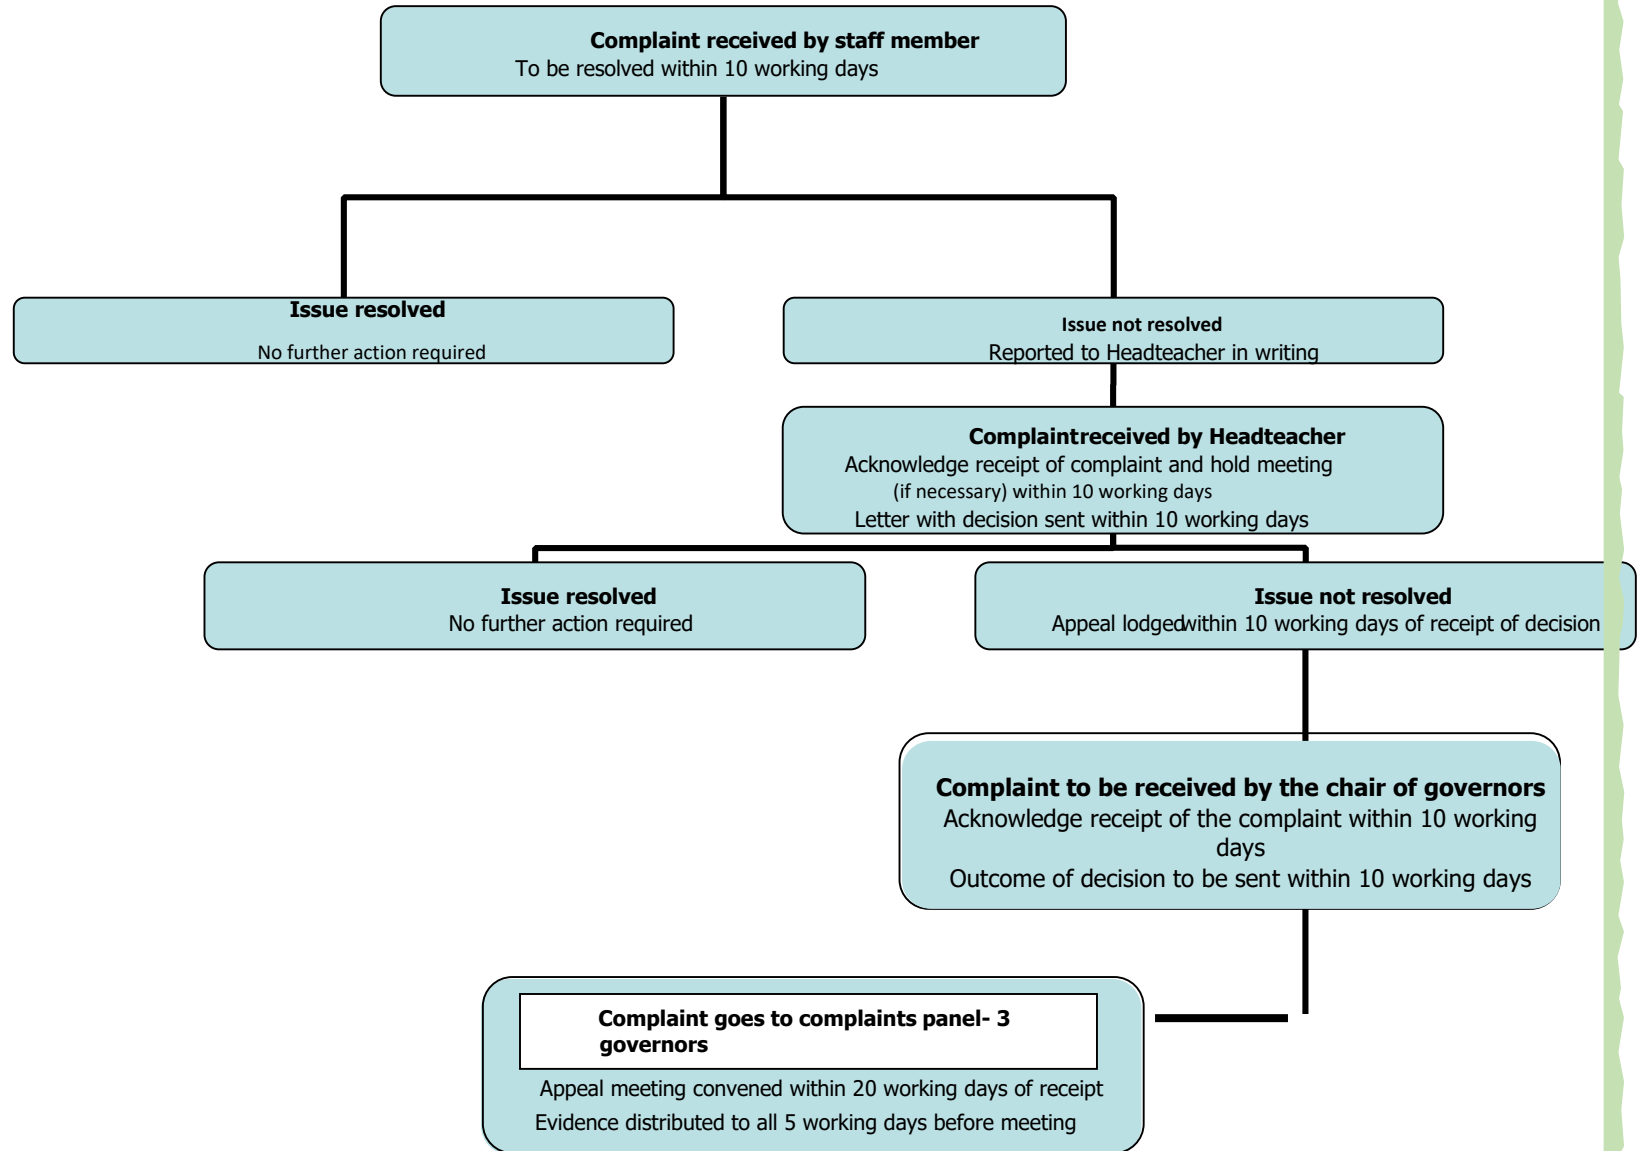 Complaint received by staff member
To be resolved within 10 working days
Issue resolved
No further action required
Issue not resolved
Reported to Headteacher in writing
Complaintreceived by Headteacher
Acknowledge receipt of complaint and hold meeting
(if necessary) within 10 working days
Letter with decision sent within 10 working days
Issue resolved
No further action required
Issue not resolved
Appeal lodgedwithin 10 working days of receipt of decision
Complaint to be received by the chair of governors
Acknowledge receipt of the complaint within 10 working
days
Outcome of decision to be sent within 10 working days
Complaint goes to complaints panel- 3
governors
Appeal meeting convened within 20 working days of receipt
Evidence distributed to all 5 working days before meeting